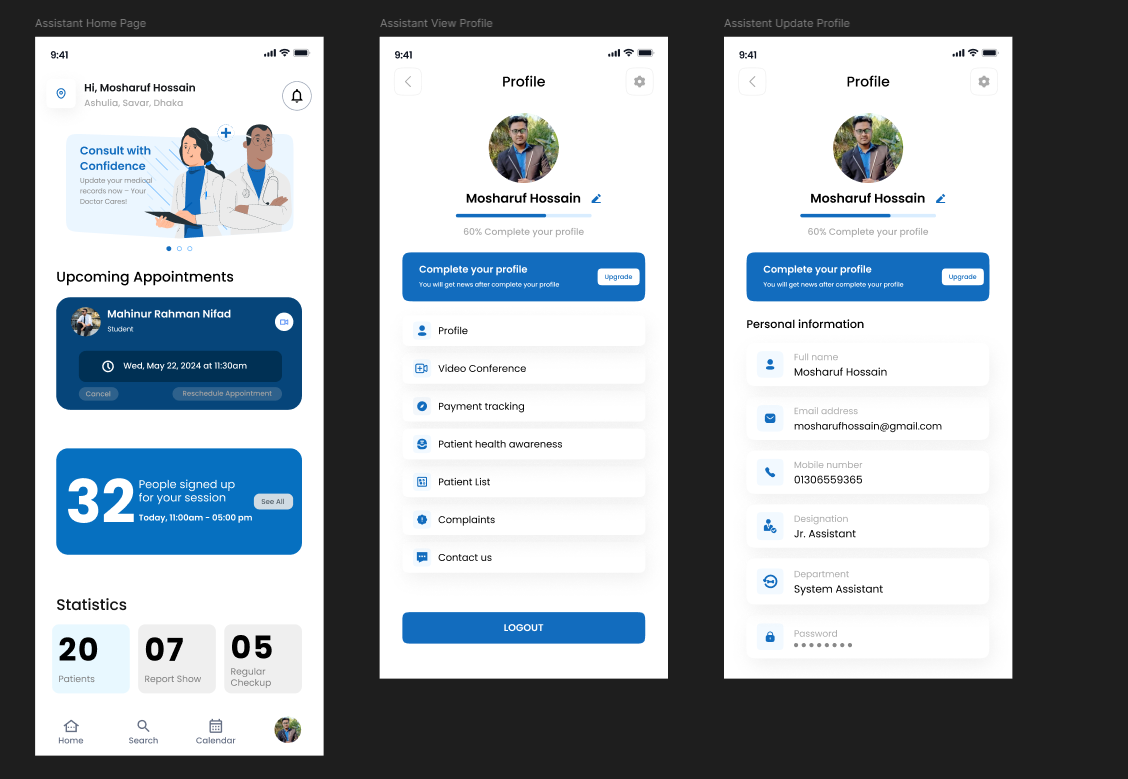 Assistant Home Page
9:41
Hi, Mosharuf Hossain
Ashulia, Savar, Dhaka
Consult with
Confidence
Update your medical
records now – Your
Doctor Cares!
Upcoming Appointments
Mahinur Rahman Nifad
Student
Wed, May 22, 2024 at 11:30am
Cancel
Reschedule Appointment
32
People signed up
for your session
Today, 11:00am - 05:00 pm
See All
Statistics
20
Patients
07
Report Show
05
Regular
Checkup
Home
Search
Calendar
Assistant View Profile
9:41
Profile
Mosharuf Hossain
60% Complete your profile
Complete your profile
You will get news after complete your profile
Upgrade
Profile
Video Conference
Payment tracking
Patient health awareness
Patient List
Complaints
Contact us
LOGOUT
Assistent Update Profile
9:41
Profile
Mosharuf Hossain
60% Complete your profile
Complete your profile
You will get news after complete your profile
Upgrade
Personal information
Full name
Mosharuf Hossain
Email address
mosharufhossain@gmail.com
Mobile number
01306559365
Designation
Jr. Assistant
Department
System Assistant
Password